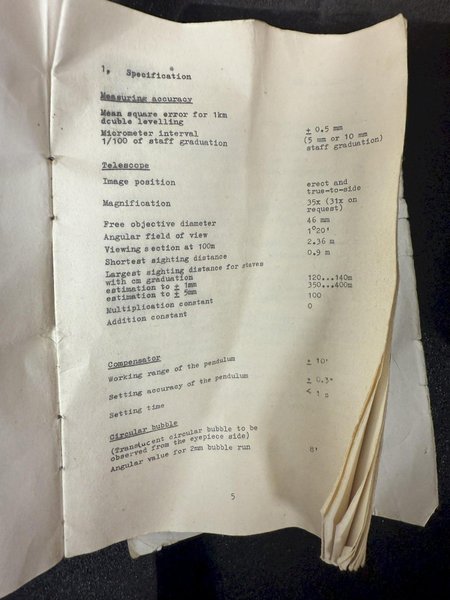 1. Specification
Measuring accuracy
Mean square error for 1km
double levelling ± 0.5 mm
Micrometer interval (5 mm or 10 mm
1/100 of staff graduation staff graduation)
Telescope
Image position erect and
true-to-side
Magnification 35x (31x on
request)
Free objective diameter 46 mm
Angular field of view 1°20'
Viewing section at 100m 2.36 m
Shortest sighting distance 0.9 m
Largest sighting distance for staves
with cm graduation
estimation to ± 1mm 120...140m
estimation to ± 5mm 350...400m
Multiplication constant 100
Addition constant 0
Compensator
Working range of the pendulum ± 10'
Setting accuracy of the pendulum ± 0.3"
Setting time < 1 s
Circular bubble
(Translucent circular bubble to be
observed from the eyepiece side)
Angular value for 2mm bubble run 8'
5